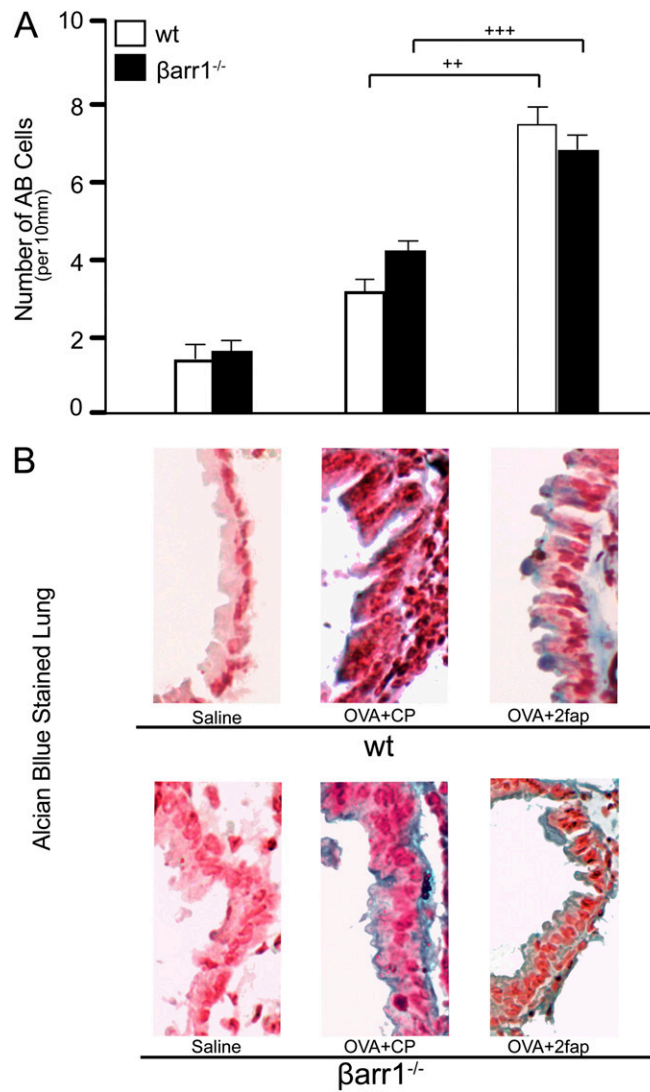 A
10
8
6
4
2
0
Number of AB Cells
(per 10mm)
wt
βarr1-/-
+++
++
B
Alcian Bllue Stained Lung
Saline
OVA+CP
OVA+2fap
wt
Saline
OVA+CP
OVA+2fap
βarr1-/-